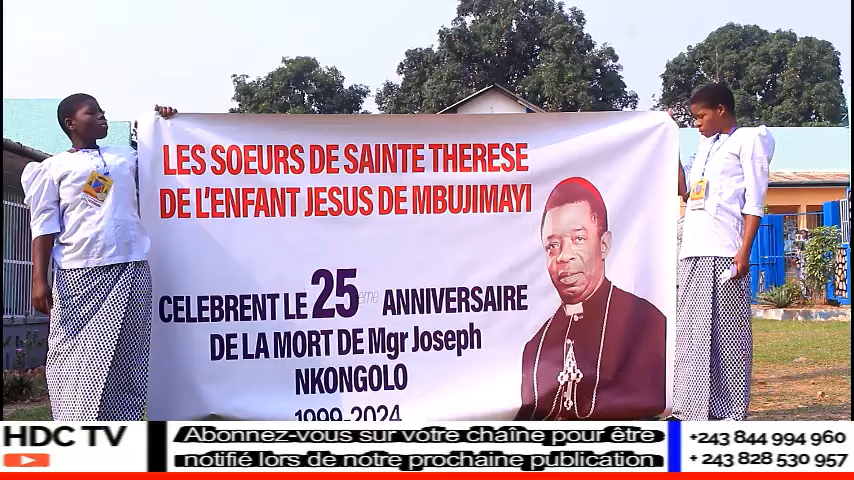 LES SOEURS DE SAINTE THERESE
DE L'ENFANT JESUS DE MBUJIMAYI
CELEBRENT LE 25ème ANNIVERSAIRE
DE LA MORT DE Mgr Joseph
NKONGOLO
1999-2024
HDC TV
Abonnez-vous sur votre chaîne pour être
notifié lors de notre prochaine publication
+243 844 994 960
+ 243 828 530 957